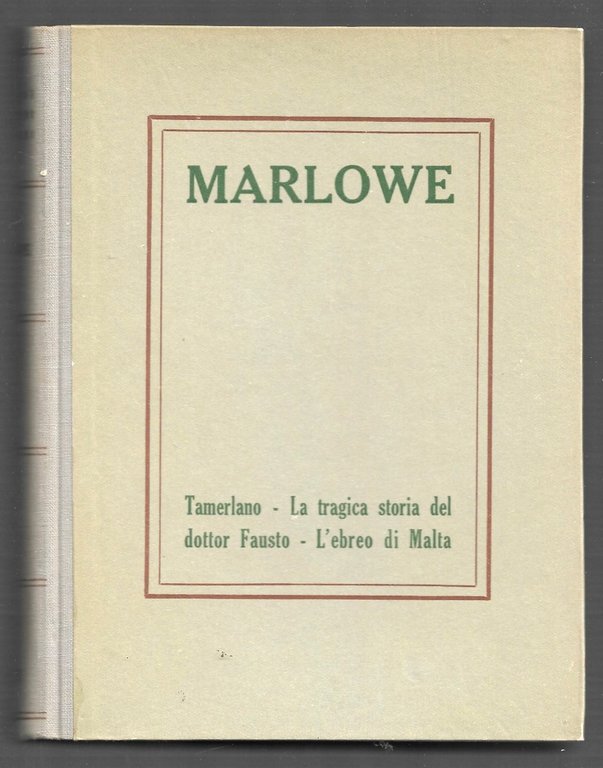 MARLOWE
Tamerlano - La tragica storia del
dottor Fausto - L'ebreo di Malta